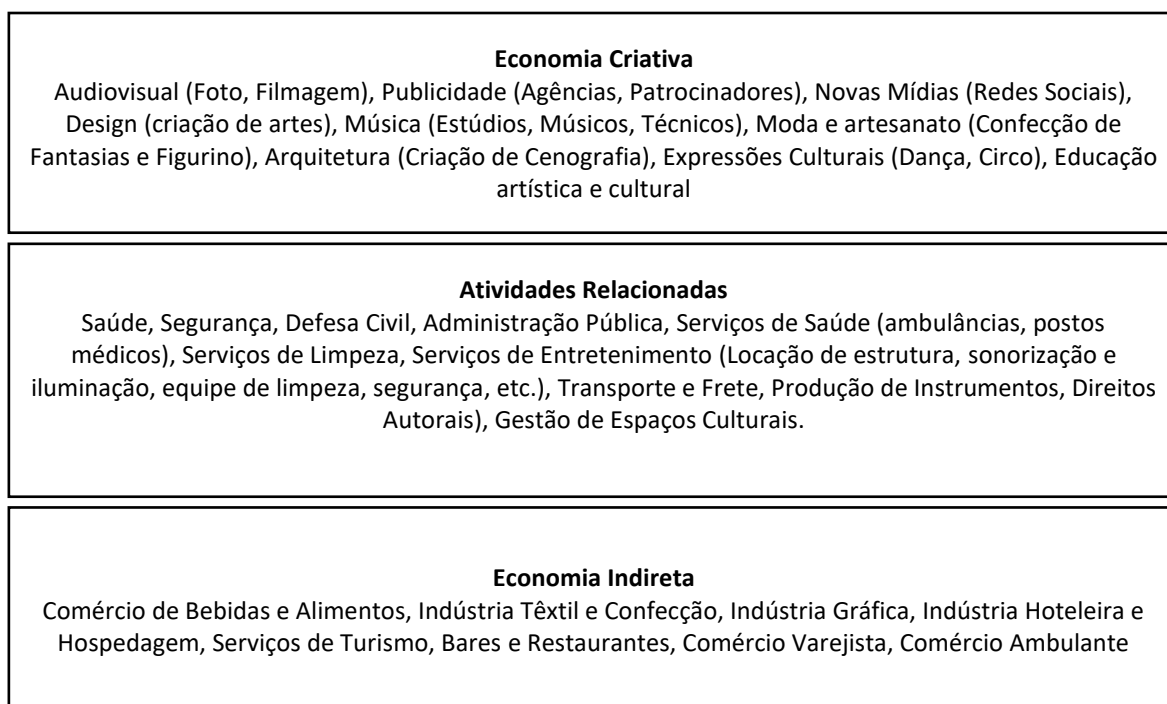 Economia Criativa
Audiovisual (Foto, Filmagem), Publicidade (Agências, Patrocinadores), Novas Mídias (Redes Sociais),
Design (criação de artes), Música (Estúdios, Músicos, Técnicos), Moda e artesanato (Confecção de
Fantasias e Figurino), Arquitetura (Criação de Cenografia), Expressões Culturais (Dança, Circo), Educação
artística e cultural
Atividades Relacionadas
Saúde, Segurança, Defesa Civil, Administração Pública, Serviços de Saúde (ambulâncias, postos
médicos), Serviços de Limpeza, Serviços de Entretenimento (Locação de estrutura, sonorização e
iluminação, equipe de limpeza, segurança, etc.), Transporte e Frete, Produção de Instrumentos, Direitos
Autorais), Gestão de Espaços Culturais.
Economia Indireta
Comércio de Bebidas e Alimentos, Indústria Têxtil e Confecção, Indústria Gráfica, Indústria Hoteleira e
Hospedagem, Serviços de Turismo, Bares e Restaurantes, Comércio Varejista, Comércio Ambulante